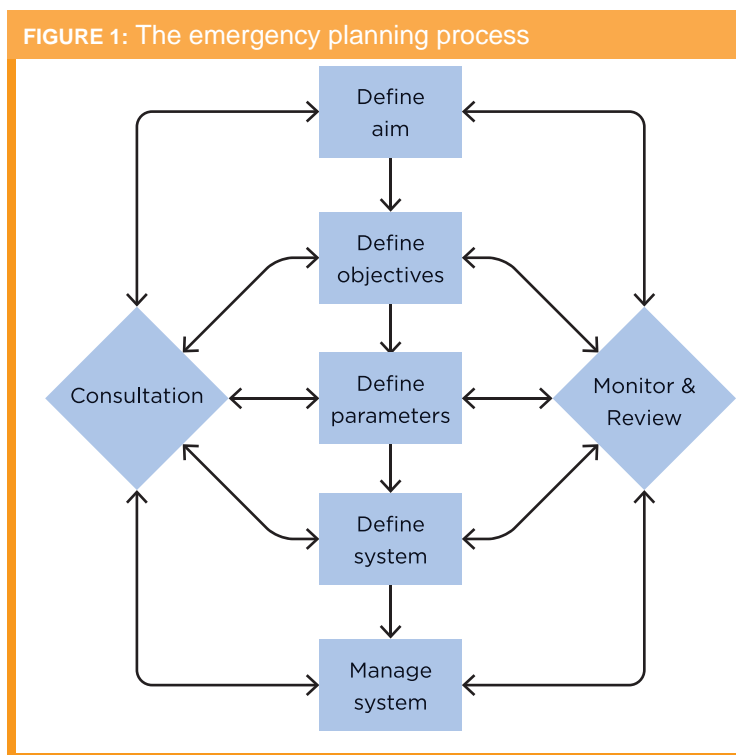 FIGURE 1: The emergency planning process
Define
aim
Define
objectives
Consultation
Define
parameters
Monitor &
Review
Define
system
Manage
system